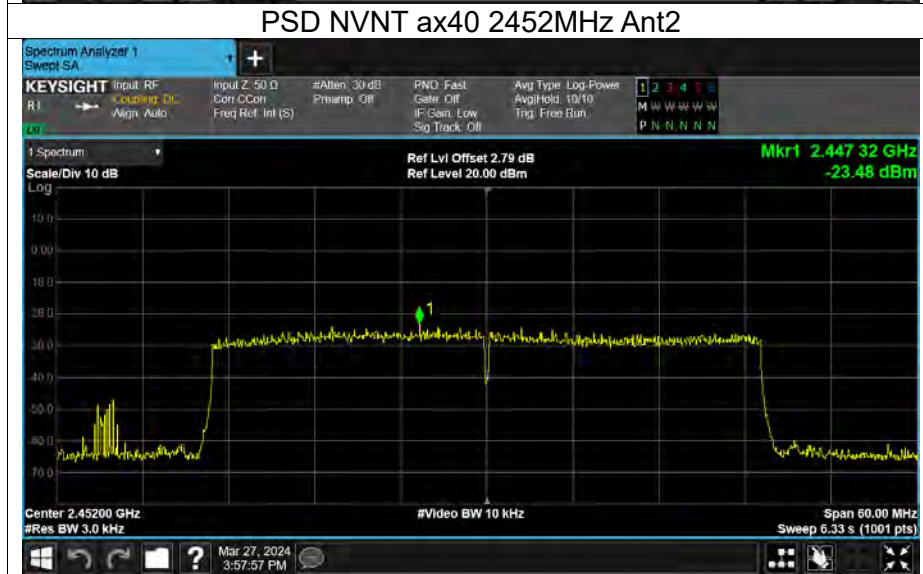 PSD NVNT ax40 2452MHz Ant2
Spectrum Analyzer 1
Swept SA
+
KEYSIGHT Input: RF Input Z: 50 Ω #Atten: 30 dB PNO: Fast Avg Type: Log-Power 1 2 3 4 5 6
Coupling: DC Corr CCorr Preamp: Off Gate: Off Avg|Hold: 10/10 M W W W W W
Align: Auto Freq Ref: Int (S) IF Gain: Low Trig: Free Run
Sig Track: Off P N N N N N
1 Spectrum Ref Lvl Offset 2.79 dB Mkr1 2.447 32 GHz
Scale/Div 10 dB Ref Level 20.00 dBm -23.48 dBm
Log
10.0
0.00
-10.0
-20.0
1
-30.0
-40.0
-50.0
-60.0
-70.0
Center 2.45200 GHz #Video BW 10 kHz Span 60.00 MHz
#Res BW 3.0 kHz Sweep 6.33 s (1001 pts)
? Mar 27, 2024
3:57:57 PM